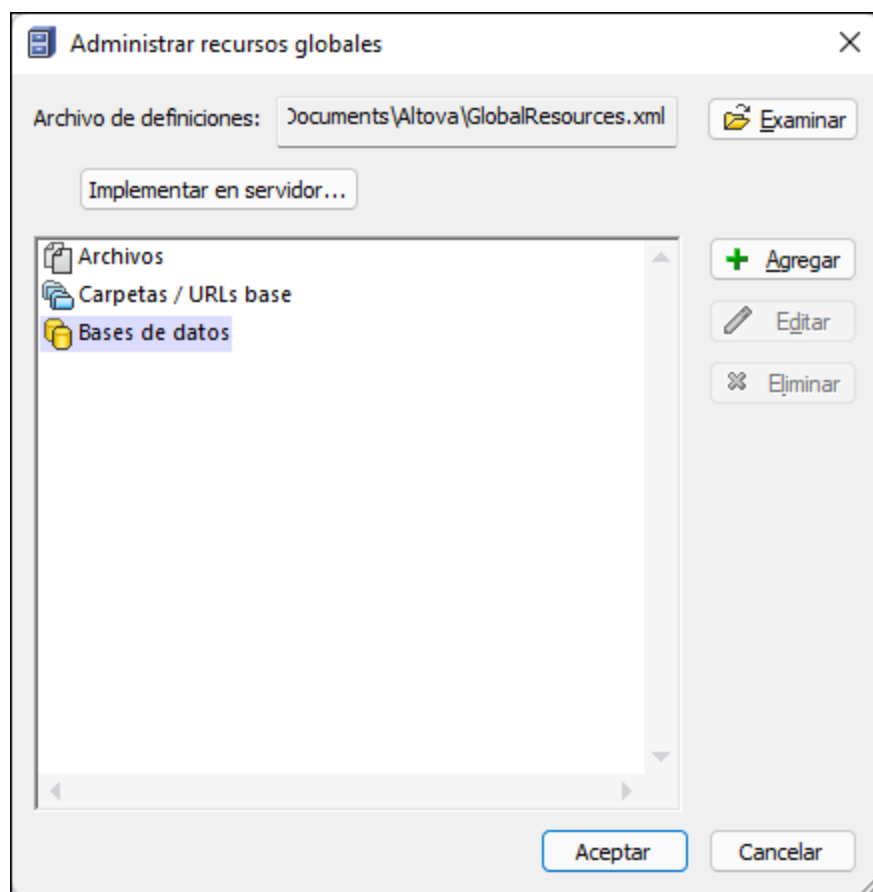 Administrar recursos globales
Archivo de definiciones:
Documents\Altova\GlobalResources.xml
Examinar
Implementar en servidor...
Archivos
Carpetas / URLs base
Bases de datos
Agregar
Editar
Eliminar
Aceptar
Cancelar